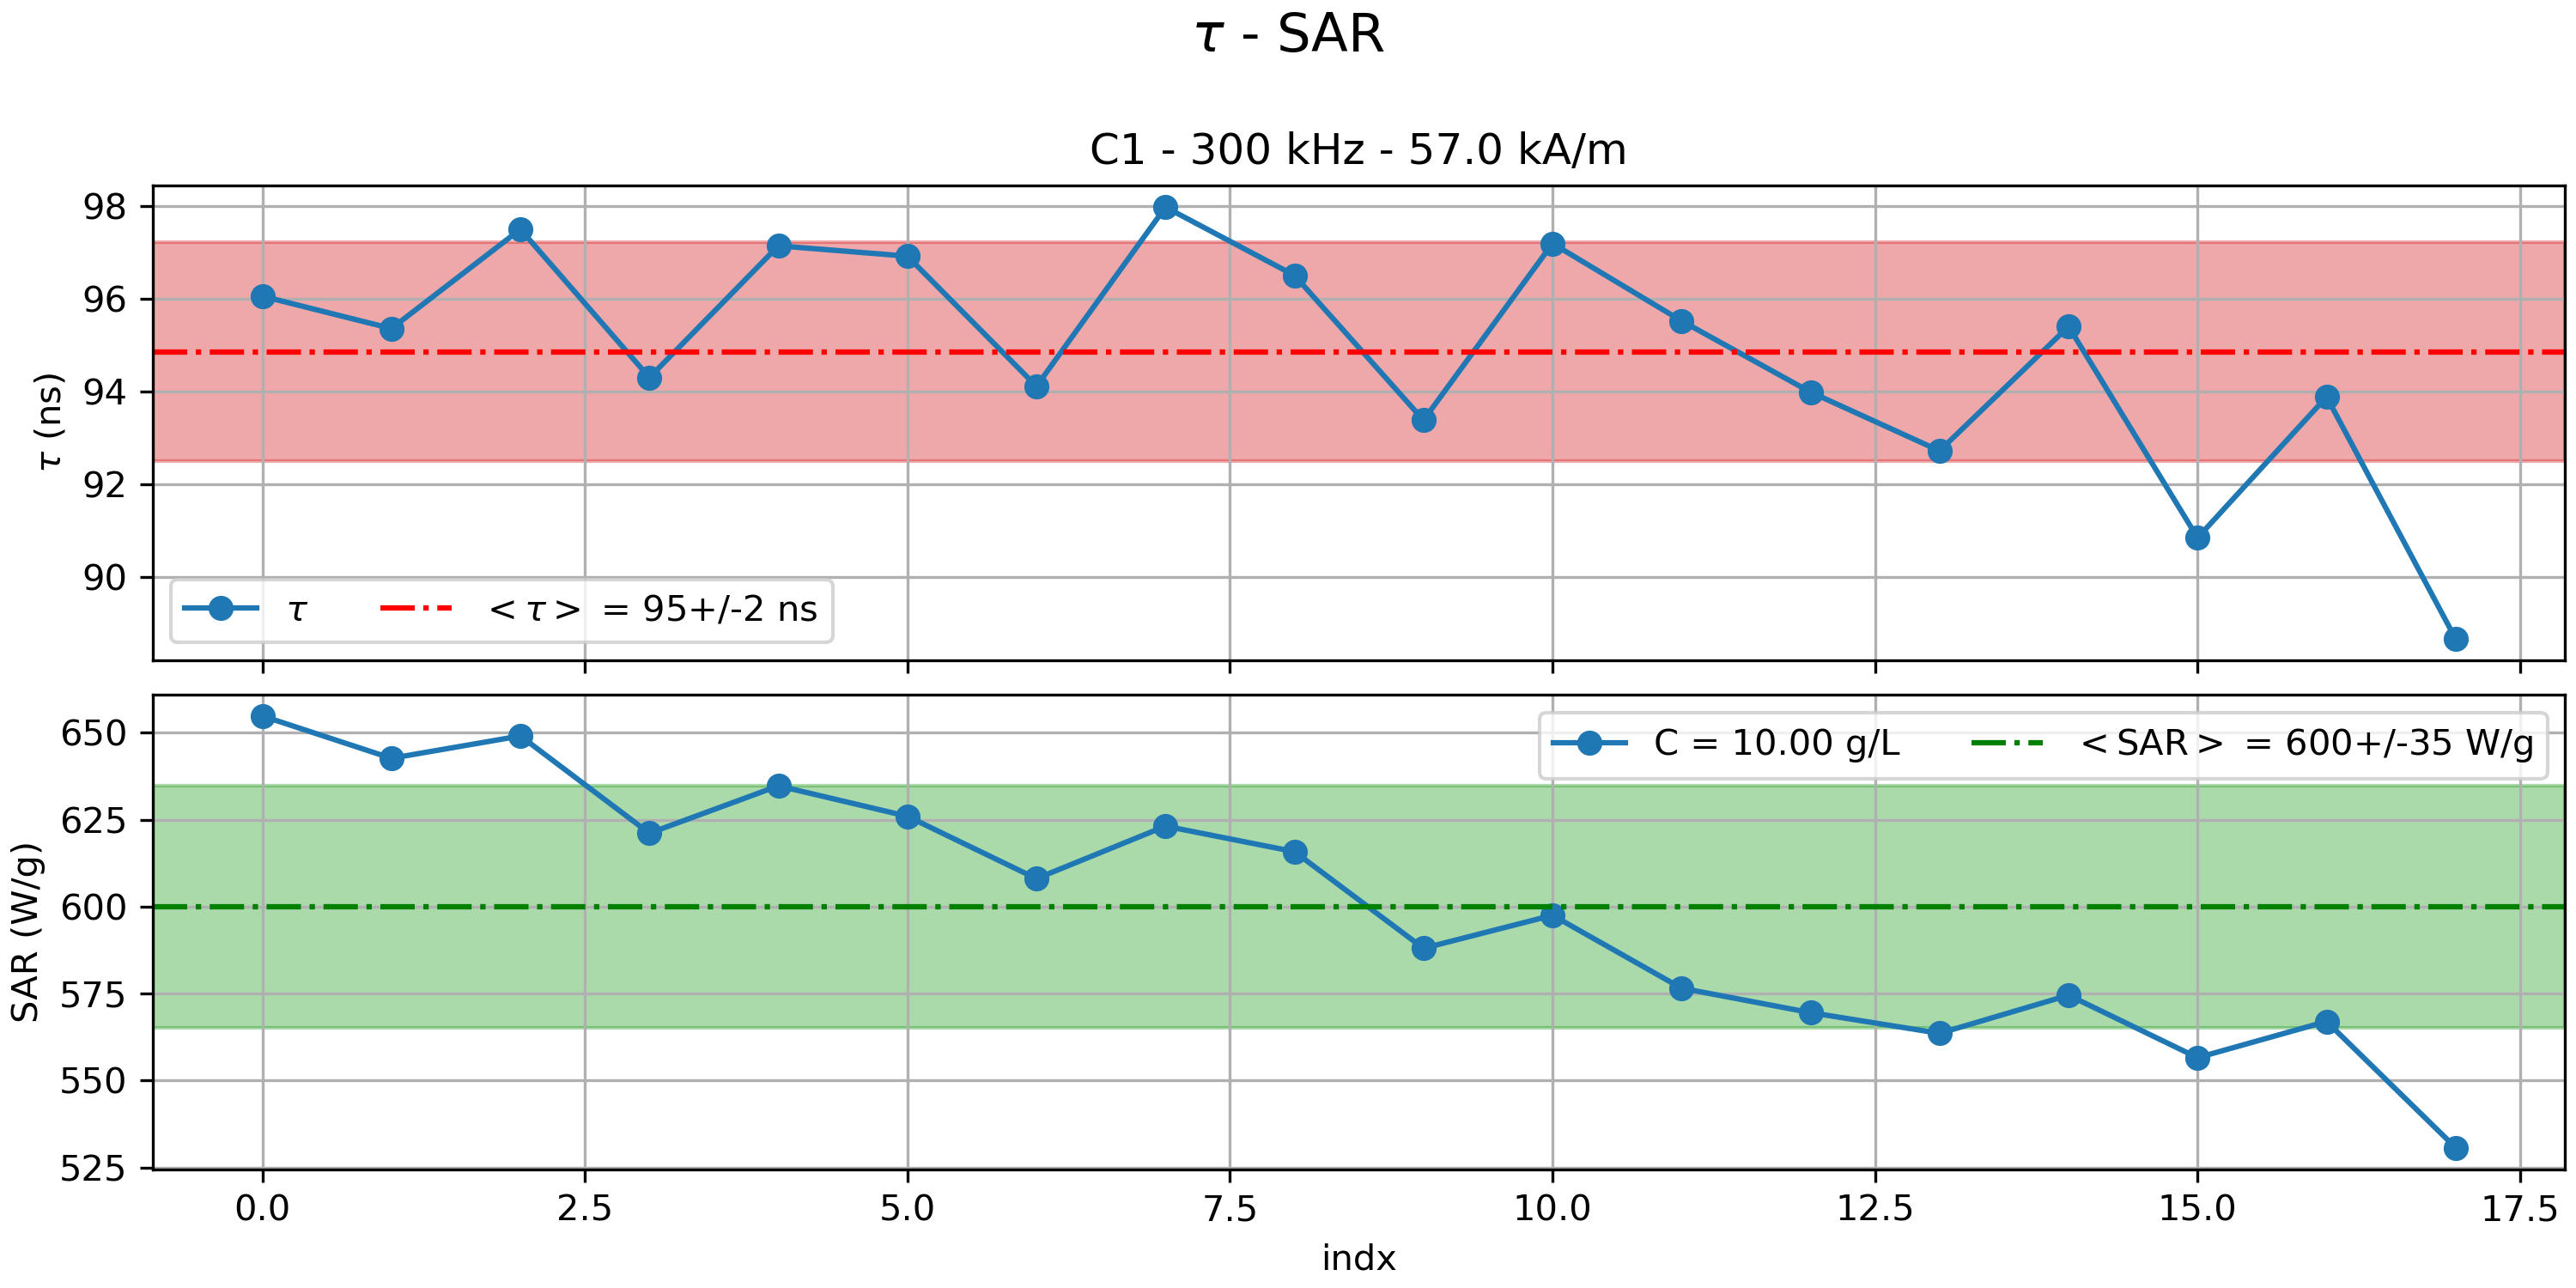 τ - SAR
C1 - 300 kHz - 57.0 kA/m
98
96
94
92
90
τ (ns)
τ <τ> = 95+/-2 ns
650
625
600
575
550
525
SAR (W/g)
C = 10.00 g/L <SAR> = 600+/-35 W/g
0.0 2.5 5.0 7.5 10.0 12.5 15.0 17.5
indx